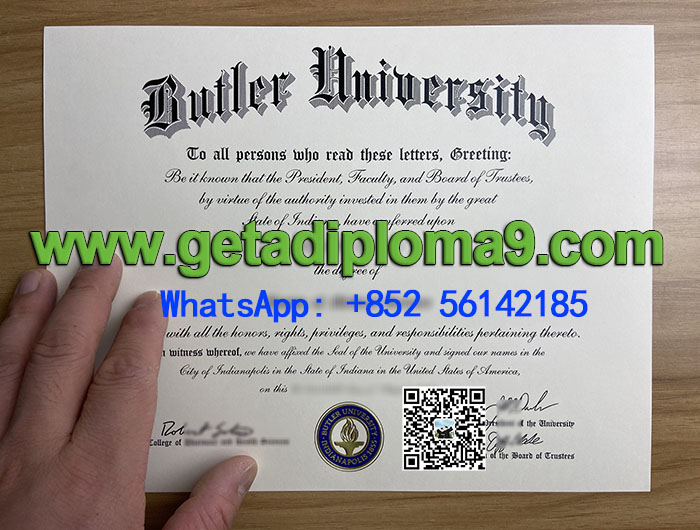 Butler University
To all persons who read these letters, Greeting:
Be it known that the President, Faculty, and Board of Trustees,
by virtue of the authority invested in them by the great
State of Indiana, have conferred upon
www.getadiploma9.com
the degree of
WhatsApp: +852 56142185
with all the honors, rights, privileges, and responsibilities pertaining thereto.
In witness whereof, we have affixed the Seal of the University and signed our names in the
City of Indianapolis in the State of Indiana in the United States of America,
on this
BUTLER UNIVERSITY
INDIANAPOLIS 1855
of the University
College of
of the Board of Trustees